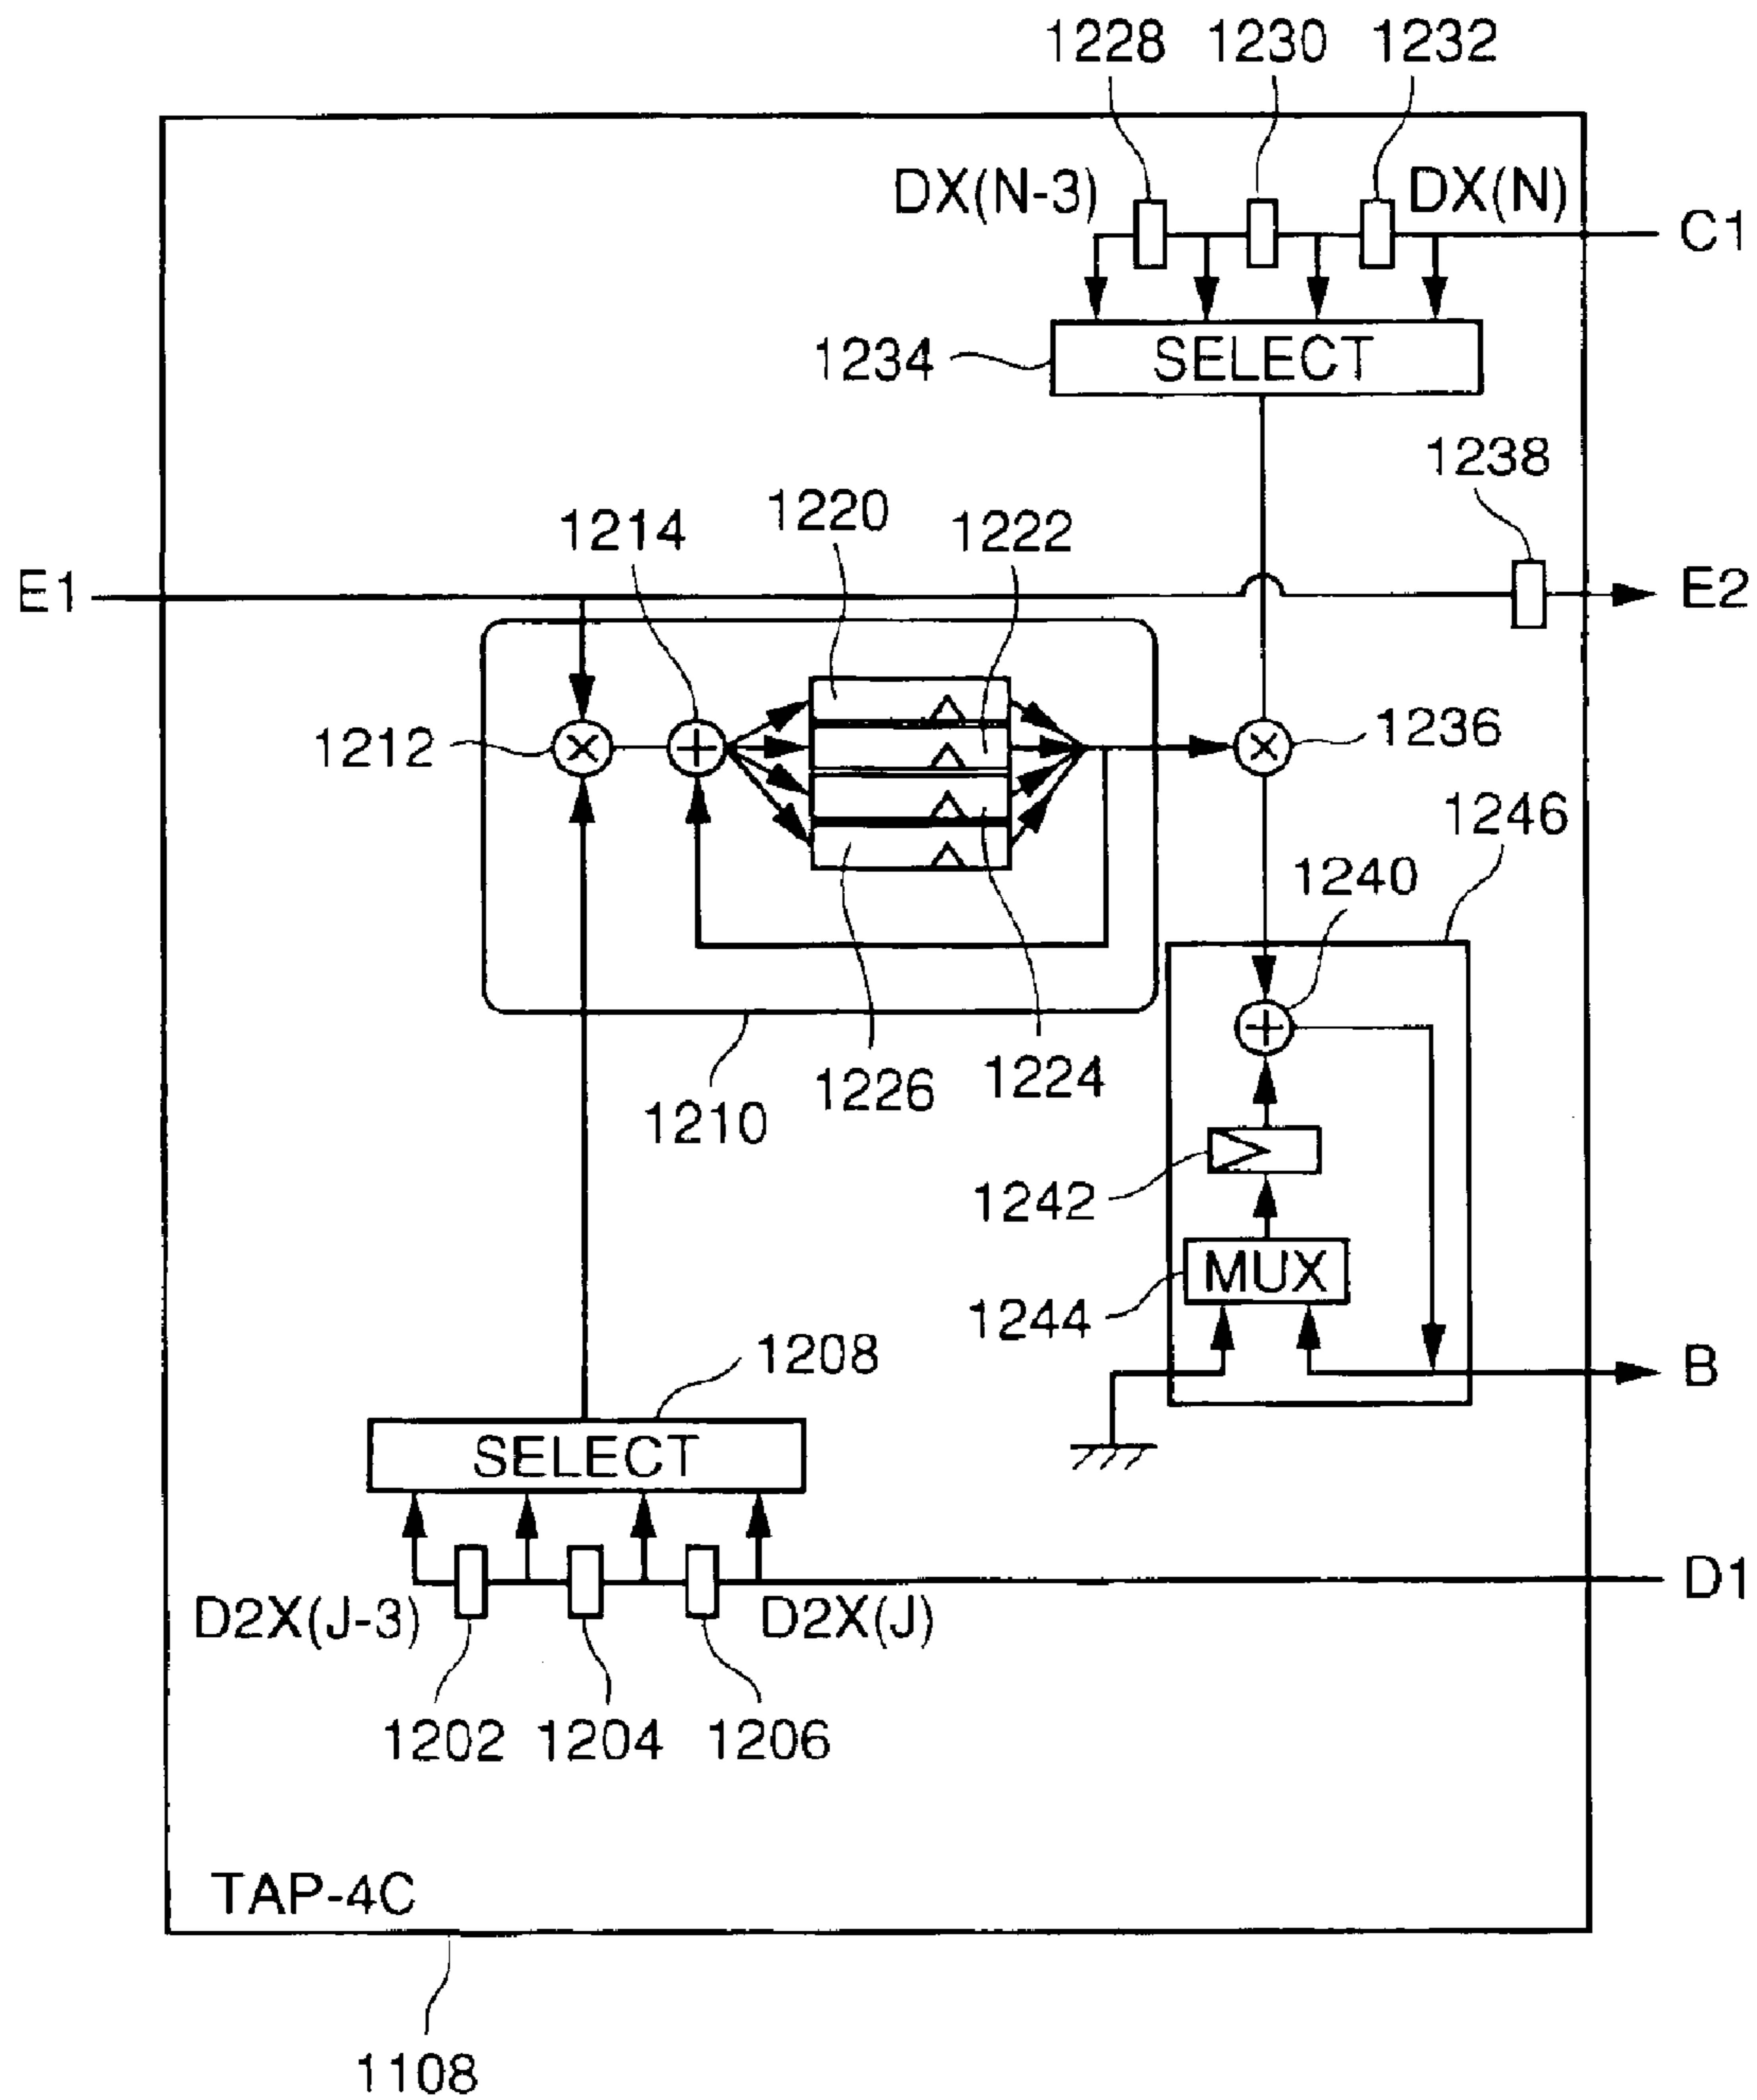 1228 1230 1232
DX(N-3) DX(N)
C1
1234 SELECT
1238
1220
1214 1222
E1 E2
1212 1236
1246
1240
1226 1224
1210
1242
MUX
1244
1208
B
SELECT
D1
D2X(J-3) D2X(J)
1202 1204 1206
TAP-4C
1108